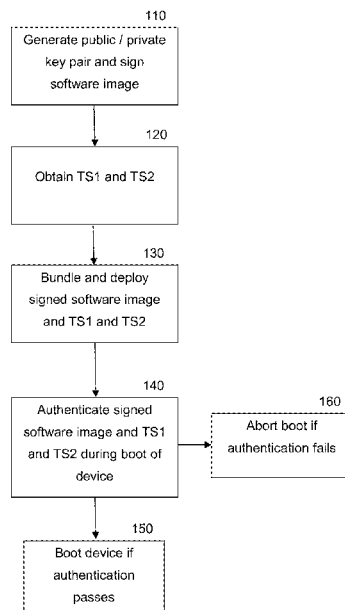 110
Generate public / private
key pair and sign
software image
120
Obtain TS1 and TS2
130
Bundle and deploy
signed software image
and TS1 and TS2
140
Authenticate signed
software image and TS1
and TS2 during boot of
device
160
Abort boot if
authentication fails
150
Boot device if
authentication
passes